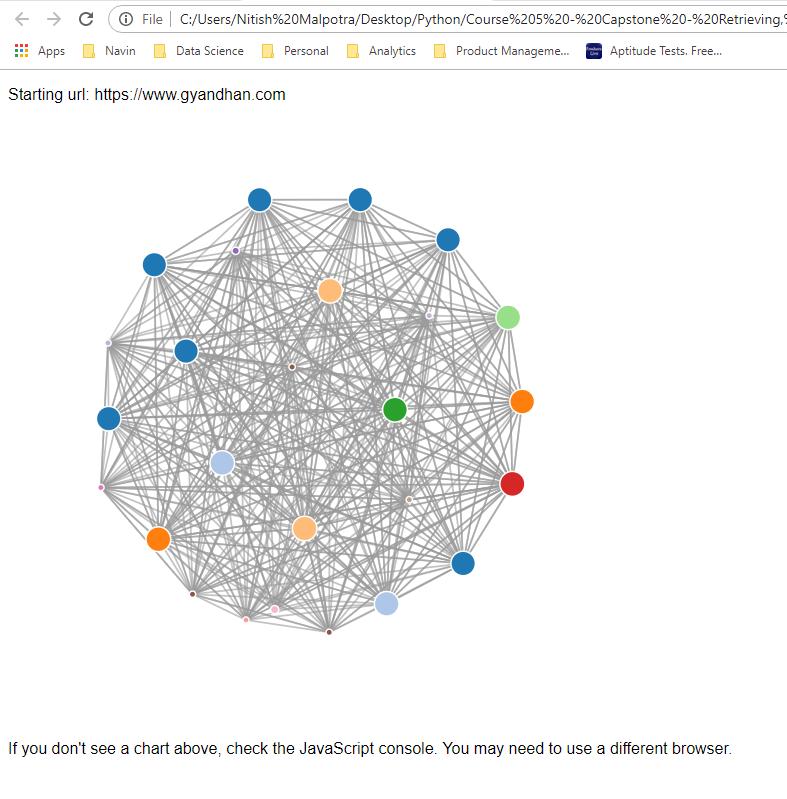 File C:/Users/Nitish%20Malpotra/Desktop/Python/Course%205%20-%20Capstone%20-%20Retrieving,%
Apps Navin Data Science Personal Analytics Product Manageme... Aptitude Tests. Free...
Starting url: https://www.gyandhan.com
If you don't see a chart above, check the JavaScript console. You may need to use a different browser.